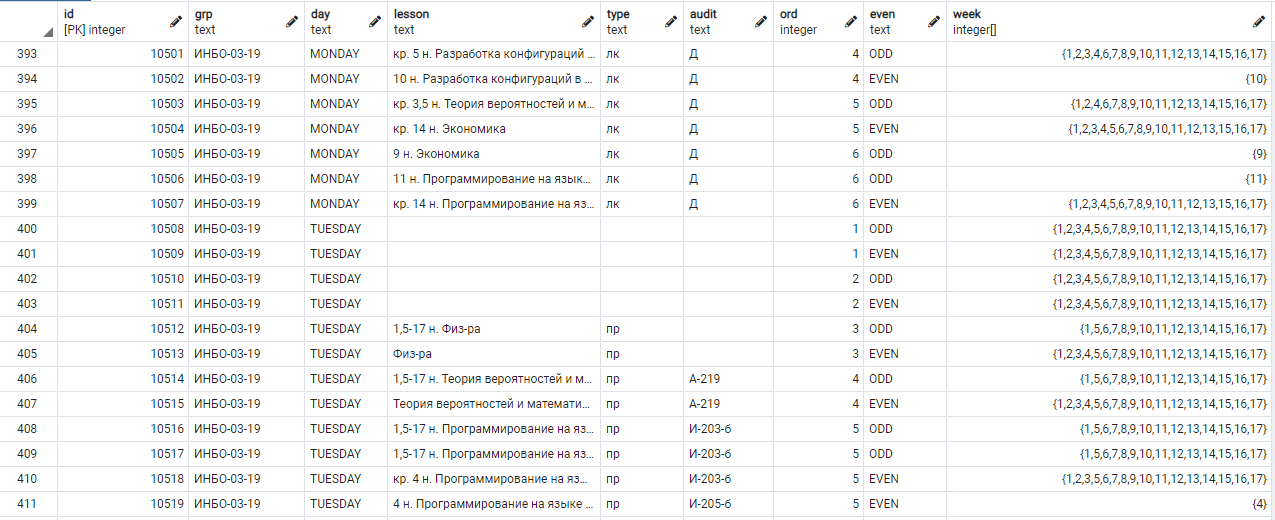 id grp day lesson type audit ord even week
[PK] integer text text text text text integer text integer[]
393 10501 ИНБО-03-19 MONDAY кр. 5 н. Разработка конфигураций ... лк Д 4 ODD {1,2,3,4,6,7,8,9,10,11,12,13,14,15,16,17}
394 10502 ИНБО-03-19 MONDAY 10 н. Разработка конфигураций в ... лк Д 4 EVEN {10}
395 10503 ИНБО-03-19 MONDAY кр. 3,5 н. Теория вероятностей и м... лк Д 5 ODD {1,2,4,6,7,8,9,10,11,12,13,14,15,16,17}
396 10504 ИНБО-03-19 MONDAY кр. 14 н. Экономика лк Д 5 EVEN {1,2,3,4,5,6,7,8,9,10,11,12,13,15,16,17}
397 10505 ИНБО-03-19 MONDAY 9 н. Экономика лк Д 6 ODD {9}
398 10506 ИНБО-03-19 MONDAY 11 н. Программирование на язык... лк Д 6 ODD {11}
399 10507 ИНБО-03-19 MONDAY кр. 14 н. Программирование на яз... лк Д 6 EVEN {1,2,3,4,5,6,7,8,9,10,11,12,13,15,16,17}
400 10508 ИНБО-03-19 TUESDAY 1 ODD {1,2,3,4,5,6,7,8,9,10,11,12,13,14,15,16,17}
401 10509 ИНБО-03-19 TUESDAY 1 EVEN {1,2,3,4,5,6,7,8,9,10,11,12,13,14,15,16,17}
402 10510 ИНБО-03-19 TUESDAY 2 ODD {1,2,3,4,5,6,7,8,9,10,11,12,13,14,15,16,17}
403 10511 ИНБО-03-19 TUESDAY 2 EVEN {1,2,3,4,5,6,7,8,9,10,11,12,13,14,15,16,17}
404 10512 ИНБО-03-19 TUESDAY 1,5-17 н. Физ-ра пр 3 ODD {1,5,6,7,8,9,10,11,12,13,14,15,16,17}
405 10513 ИНБО-03-19 TUESDAY Физ-ра пр 3 EVEN {1,2,3,4,5,6,7,8,9,10,11,12,13,14,15,16,17}
406 10514 ИНБО-03-19 TUESDAY 1,5-17 н. Теория вероятностей и м... пр А-219 4 ODD {1,5,6,7,8,9,10,11,12,13,14,15,16,17}
407 10515 ИНБО-03-19 TUESDAY Теория вероятностей и математи... пр А-219 4 EVEN {1,2,3,4,5,6,7,8,9,10,11,12,13,14,15,16,17}
408 10516 ИНБО-03-19 TUESDAY 1,5-17 н. Программирование на яз... пр И-203-б 5 ODD {1,5,6,7,8,9,10,11,12,13,14,15,16,17}
409 10517 ИНБО-03-19 TUESDAY 1,5-17 н. Программирование на яз... пр И-203-б 5 ODD {1,5,6,7,8,9,10,11,12,13,14,15,16,17}
410 10518 ИНБО-03-19 TUESDAY кр. 4 н. Программирование на яз... пр И-203-б 5 EVEN {1,2,3,5,6,7,8,9,10,11,12,13,14,15,16,17}
411 10519 ИНБО-03-19 TUESDAY 4 н. Программирование на языке ... пр И-205-б 5 EVEN {4}